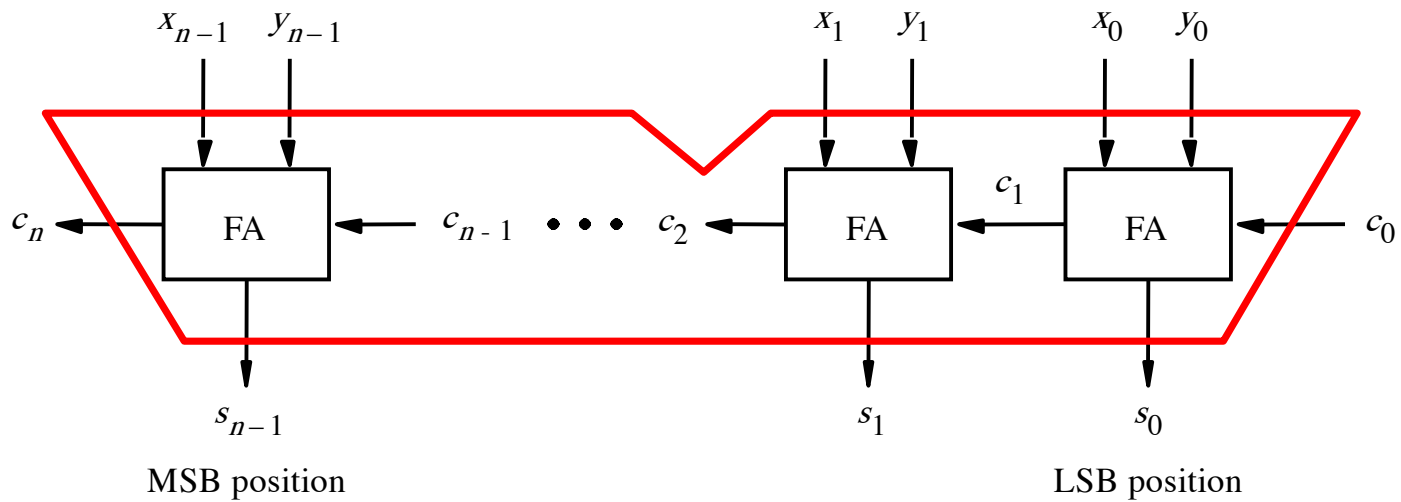 xₙ₋₁ yₙ₋₁ x₁ y₁ x₀ y₀
c₁
cₙ FA cₙ₋₁ • • • c₂ FA FA c₀
sₙ₋₁ s₁ s₀
MSB position LSB position